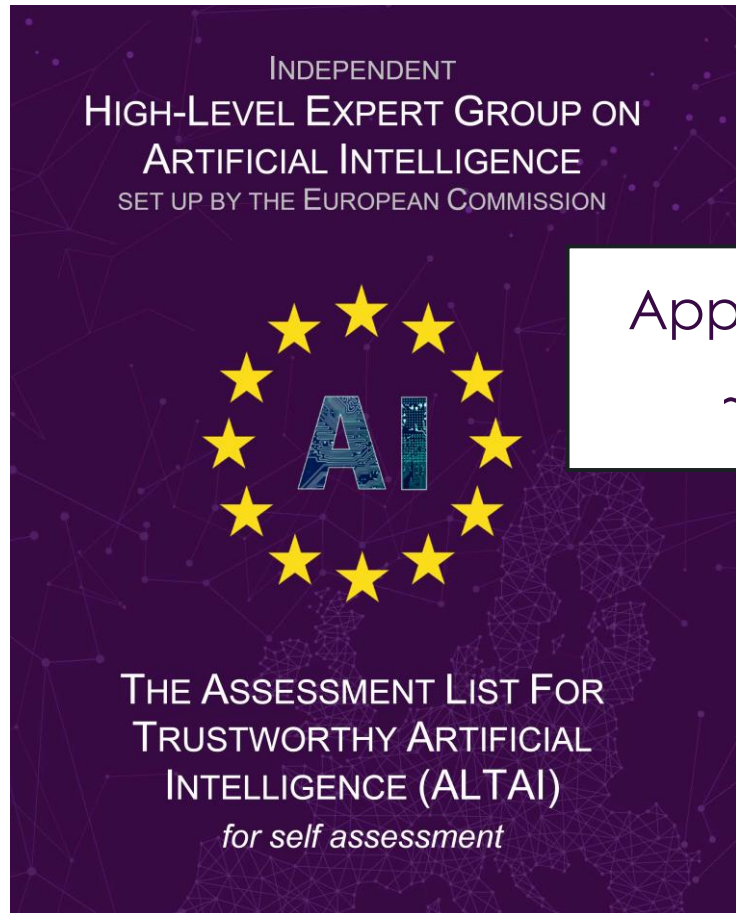 INDEPENDENT
HIGH-LEVEL EXPERT GROUP ON
ARTIFICIAL INTELLIGENCE
SET UP BY THE EUROPEAN COMMISSION
App
~
AI
THE ASSESSMENT LIST FOR
TRUSTWORTHY ARTIFICIAL
INTELLIGENCE (ALTAI)
for self assessment